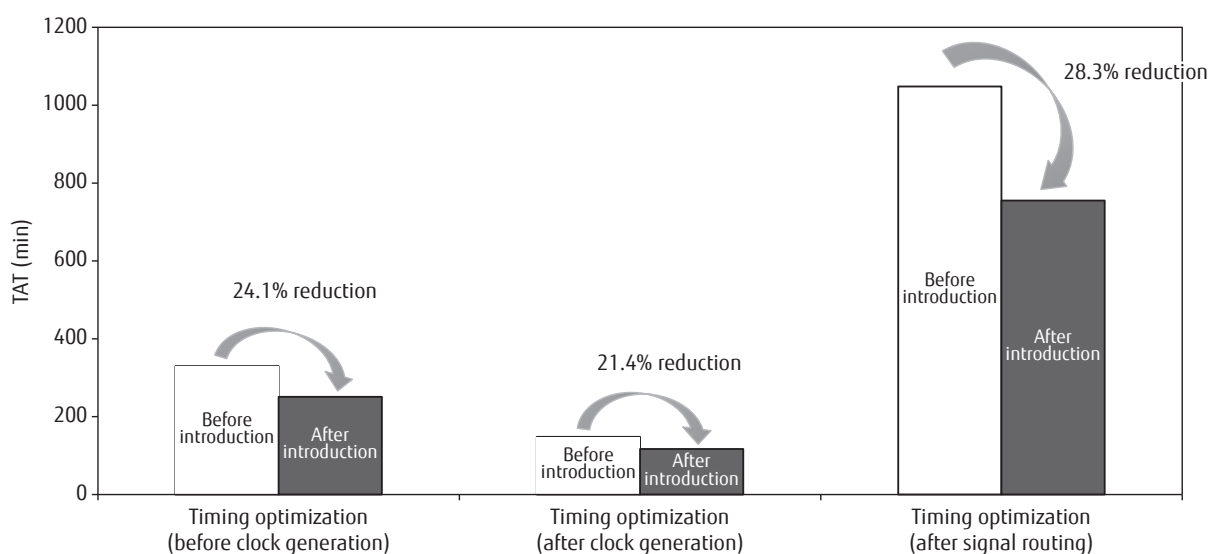 1200
1000
800
600
400
200
0
TAT (min)
24.1% reduction
21.4% reduction
28.3% reduction
Before
introduction
After
introduction
Before
introduction
After
introduction
Before
introduction
After
introduction
Timing optimization
(before clock generation)
Timing optimization
(after clock generation)
Timing optimization
(after signal routing)